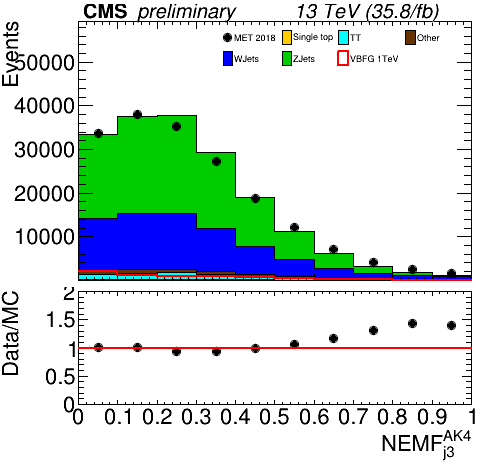 CMS preliminary 13 TeV (35.8/fb)
Events
MET 2018 Single top TT Other
WJets ZJets VBFG 1TeV
50000
40000
30000
20000
10000
Data/MC
2
1.5
1
0.5
0
0 0.1 0.2 0.3 0.4 0.5 0.6 0.7 0.8 0.9 1
NEMF_{j3}^{AK4}